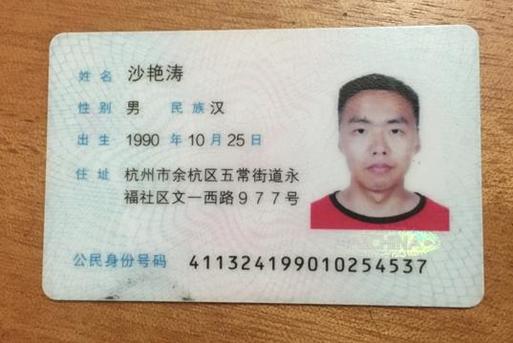 姓名 沙艳涛
性别 男 民族 汉
出生 1990 年 10 月 25 日
住址 杭州市余杭区五常街道永
福社区文一西路977号
公民身份号码 411324199010254537
CHINA